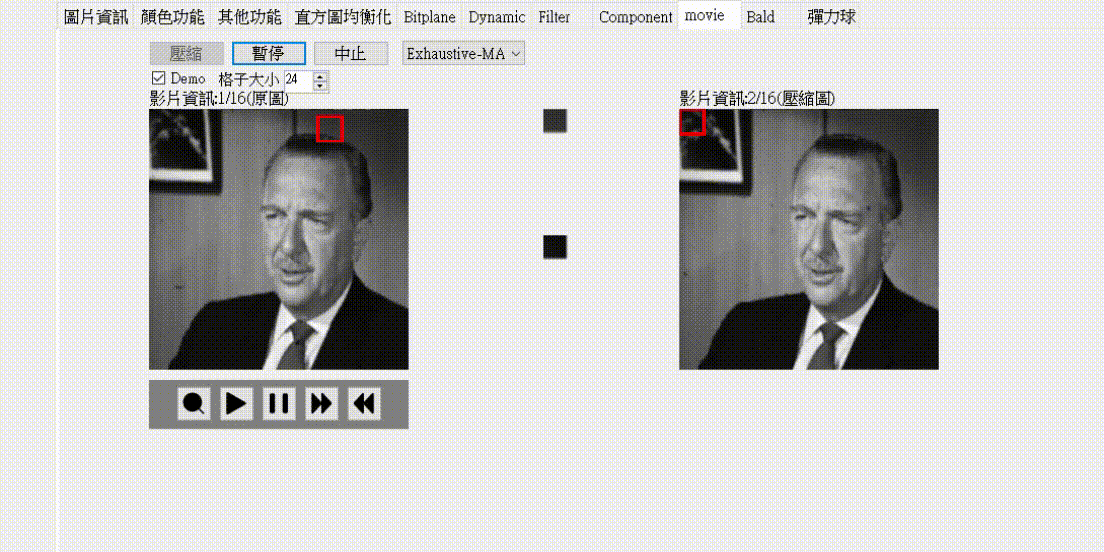 圖片資訊 顏色功能 其他功能 直方圖均衡化 Bitplane Dynamic Filter Component movie Bald 彈力球
壓縮 暫停 中止 Exhaustive-MA
Demo 格子大小 24
影片資訊:1/16(原圖) 影片資訊:2/16(壓縮圖)